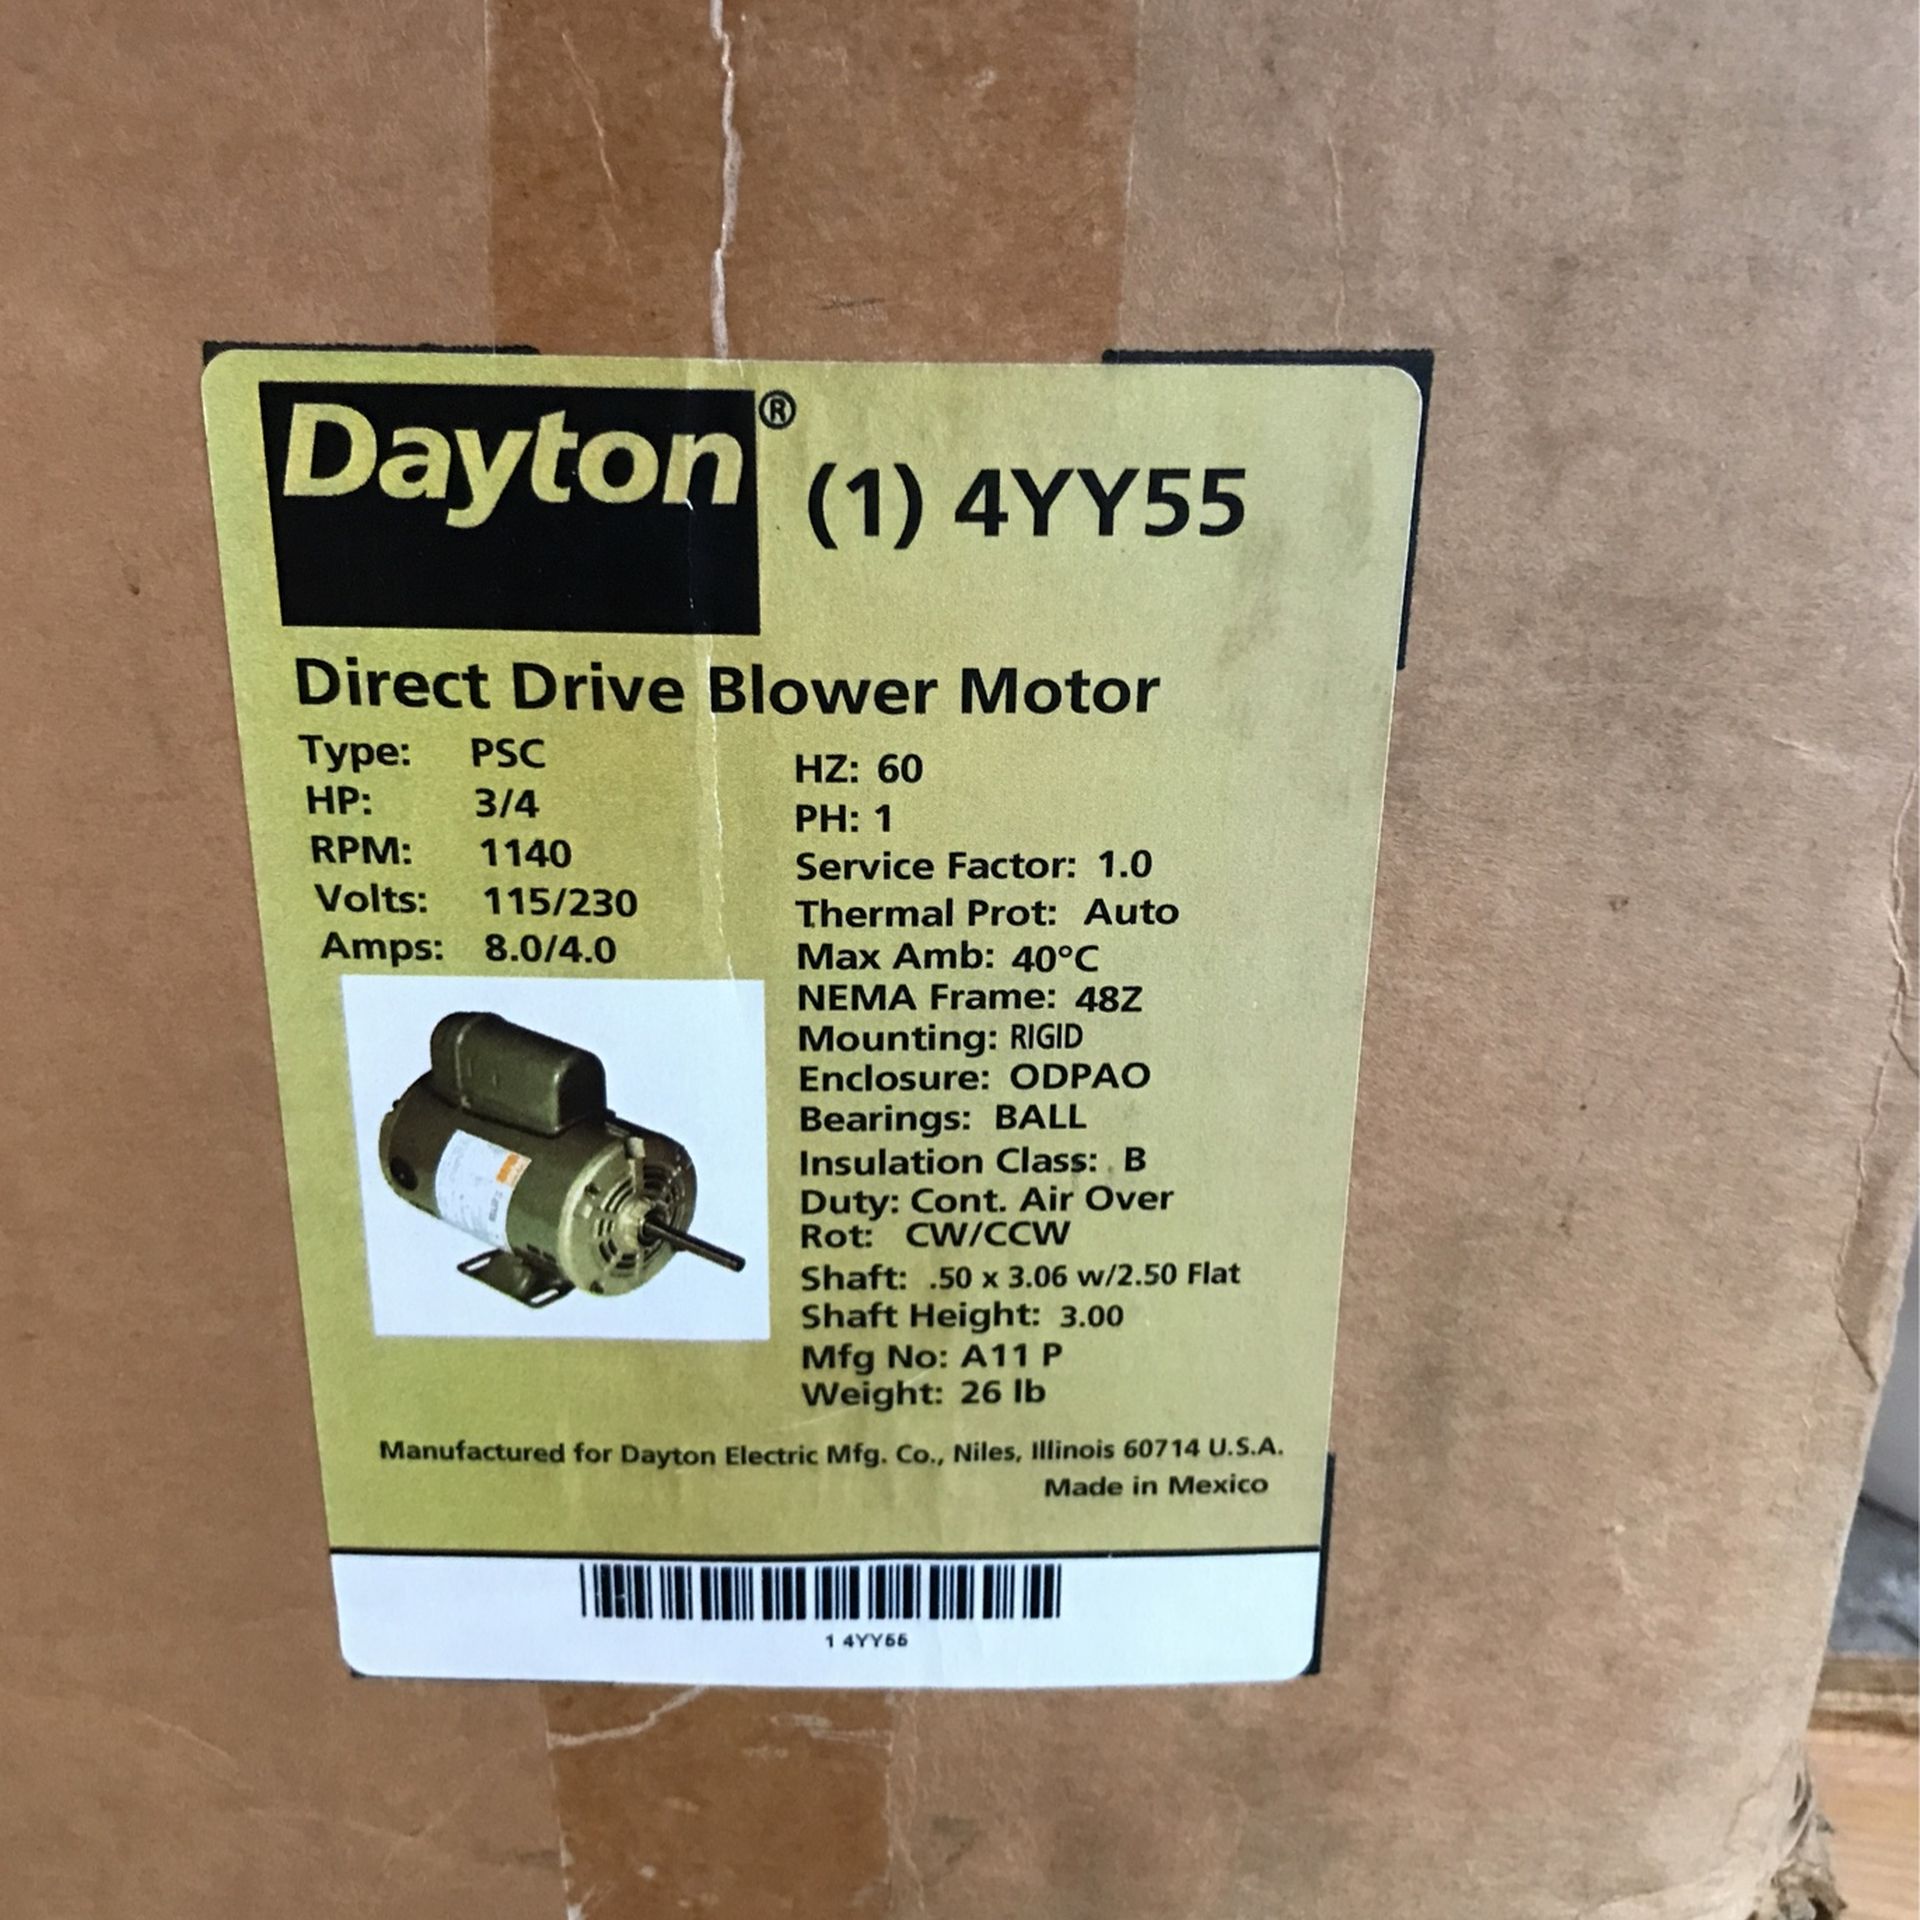 Dayton® (1) 4YY55
Direct Drive Blower Motor
Type: PSC
HP: 3/4
RPM: 1140
Volts: 115/230
Amps: 8.0/4.0
HZ: 60
PH: 1
Service Factor: 1.0
Thermal Prot: Auto
Max Amb: 40°C
NEMA Frame: 48Z
Mounting: RIGID
Enclosure: ODPAO
Bearings: BALL
Insulation Class: B
Duty: Cont. Air Over
Rot: CW/CCW
Shaft: .50 x 3.06 w/2.50 Flat
Shaft Height: 3.00
Mfg No: A11 P
Weight: 26 lb
Manufactured for Dayton Electric Mfg. Co., Niles, Illinois 60714 U.S.A.
Made in Mexico
1 4YY55